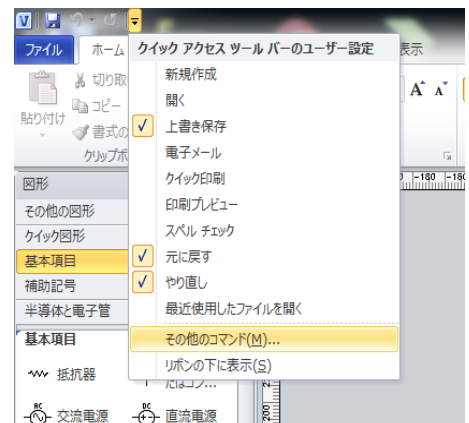 ファイル
ホーム
クイック アクセス ツール バーのユーザー設定
表示
新規作成
開く
上書き保存
電子メール
クイック印刷
印刷プレビュー
スペル チェック
元に戻す
やり直し
最近使用したファイルを開く
その他のコマンド(M)...
リボンの下に表示(S)
切り取
コピー
貼り付け
書式の
クリップボ
A A
-180
図形
その他の図形
クイック図形
基本項目
補助記号
半導体と電子管
基本項目
抵抗器
たはコン...
AC
交流電源
DC
直流電源
200